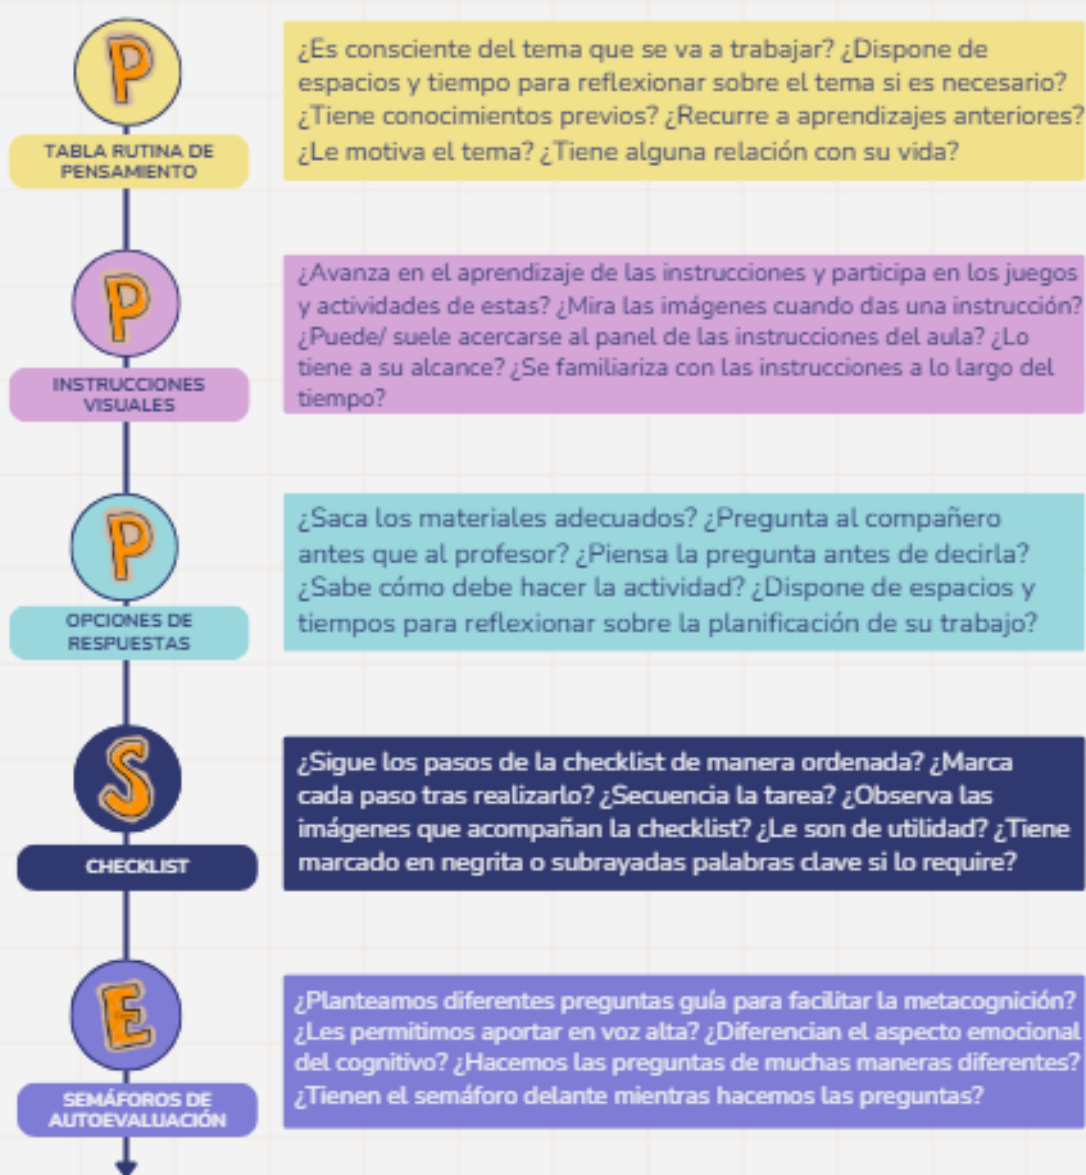 P
TABLA RUTINA DE
PENSAMIENTO
¿Es consciente del tema que se va a trabajar? ¿Dispone de
espacios y tiempo para reflexionar sobre el tema si es necesario?
¿Tiene conocimientos previos? ¿Recurre a aprendizajes anteriores?
¿Le motiva el tema? ¿Tiene alguna relación con su vida?
P
INSTRUCCIONES
VISUALES
¿Avanza en el aprendizaje de las instrucciones y participa en los juegos
y actividades de estas? ¿Mira las imágenes cuando das una instrucción?
¿Puede/ suele acercarse al panel de las instrucciones del aula? ¿Lo
tiene a su alcance? ¿Se familiariza con las instrucciones a lo largo del
tiempo?
P
OPCIONES DE
RESPUESTAS
¿Saca los materiales adecuados? ¿Pregunta al compañero
antes que al profesor? ¿Piensa la pregunta antes de decirla?
¿Sabe cómo debe hacer la actividad? ¿Dispone de espacios y
tiempos para reflexionar sobre la planificación de su trabajo?
S
CHECKLIST
¿Sigue los pasos de la checklist de manera ordenada? ¿Marca
cada paso tras realizarlo? ¿Secuencia la tarea? ¿Observa las
imágenes que acompañan la checklist? ¿Le son de utilidad? ¿Tiene
marcado en negrita o subrayadas palabras clave si lo require?
E
SEMÁFOROS DE
AUTOEVALUACIÓN
¿Planteamos diferentes preguntas guía para facilitar la metacognición?
¿Les permitimos aportar en voz alta? ¿Diferencian el aspecto emocional
del cognitivo? ¿Hacemos las preguntas de muchas maneras diferentes?
¿Tienen el semáforo delante mientras hacemos las preguntas?